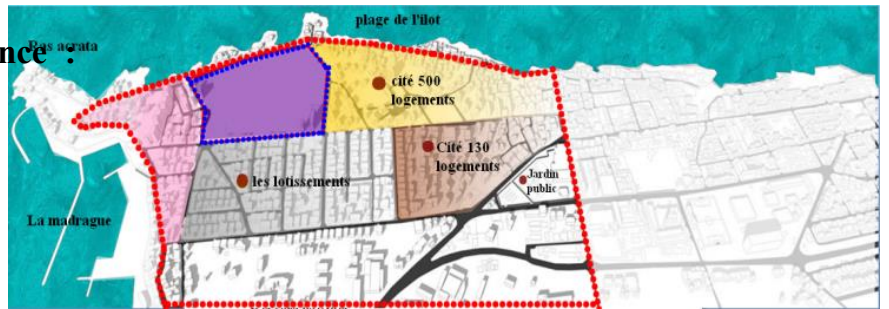 plage de l'ilot
Ras acrata
nce :
cité 500
logements
Cité 130
logements
Jardin
public
les lotissements
La madrague